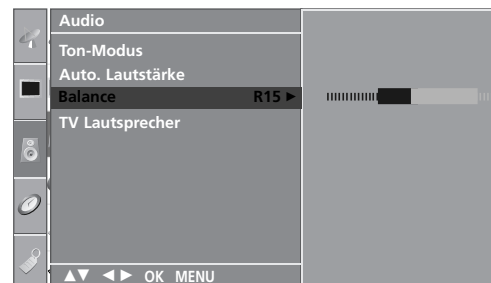 Audio
Ton-Modus
Auto. Lautstärke
Balance R15 ►
TV Lautsprecher
▲▼ ◄► OK MENU